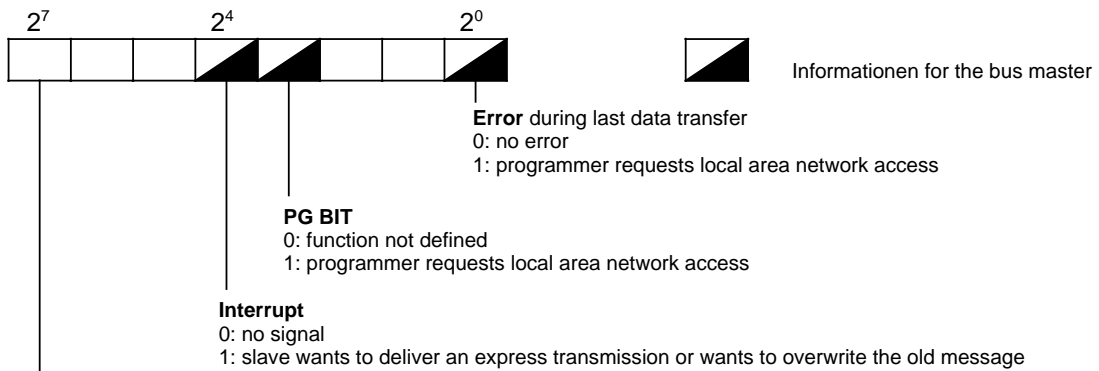 2⁷ 2⁴ 2⁰
Informationen for the bus master
Error during last data transfer
0: no error
1: programmer requests local area network access
PG BIT
0: function not defined
1: programmer requests local area network access
Interrupt
0: no signal
1: slave wants to deliver an express transmission or wants to overwrite the old message